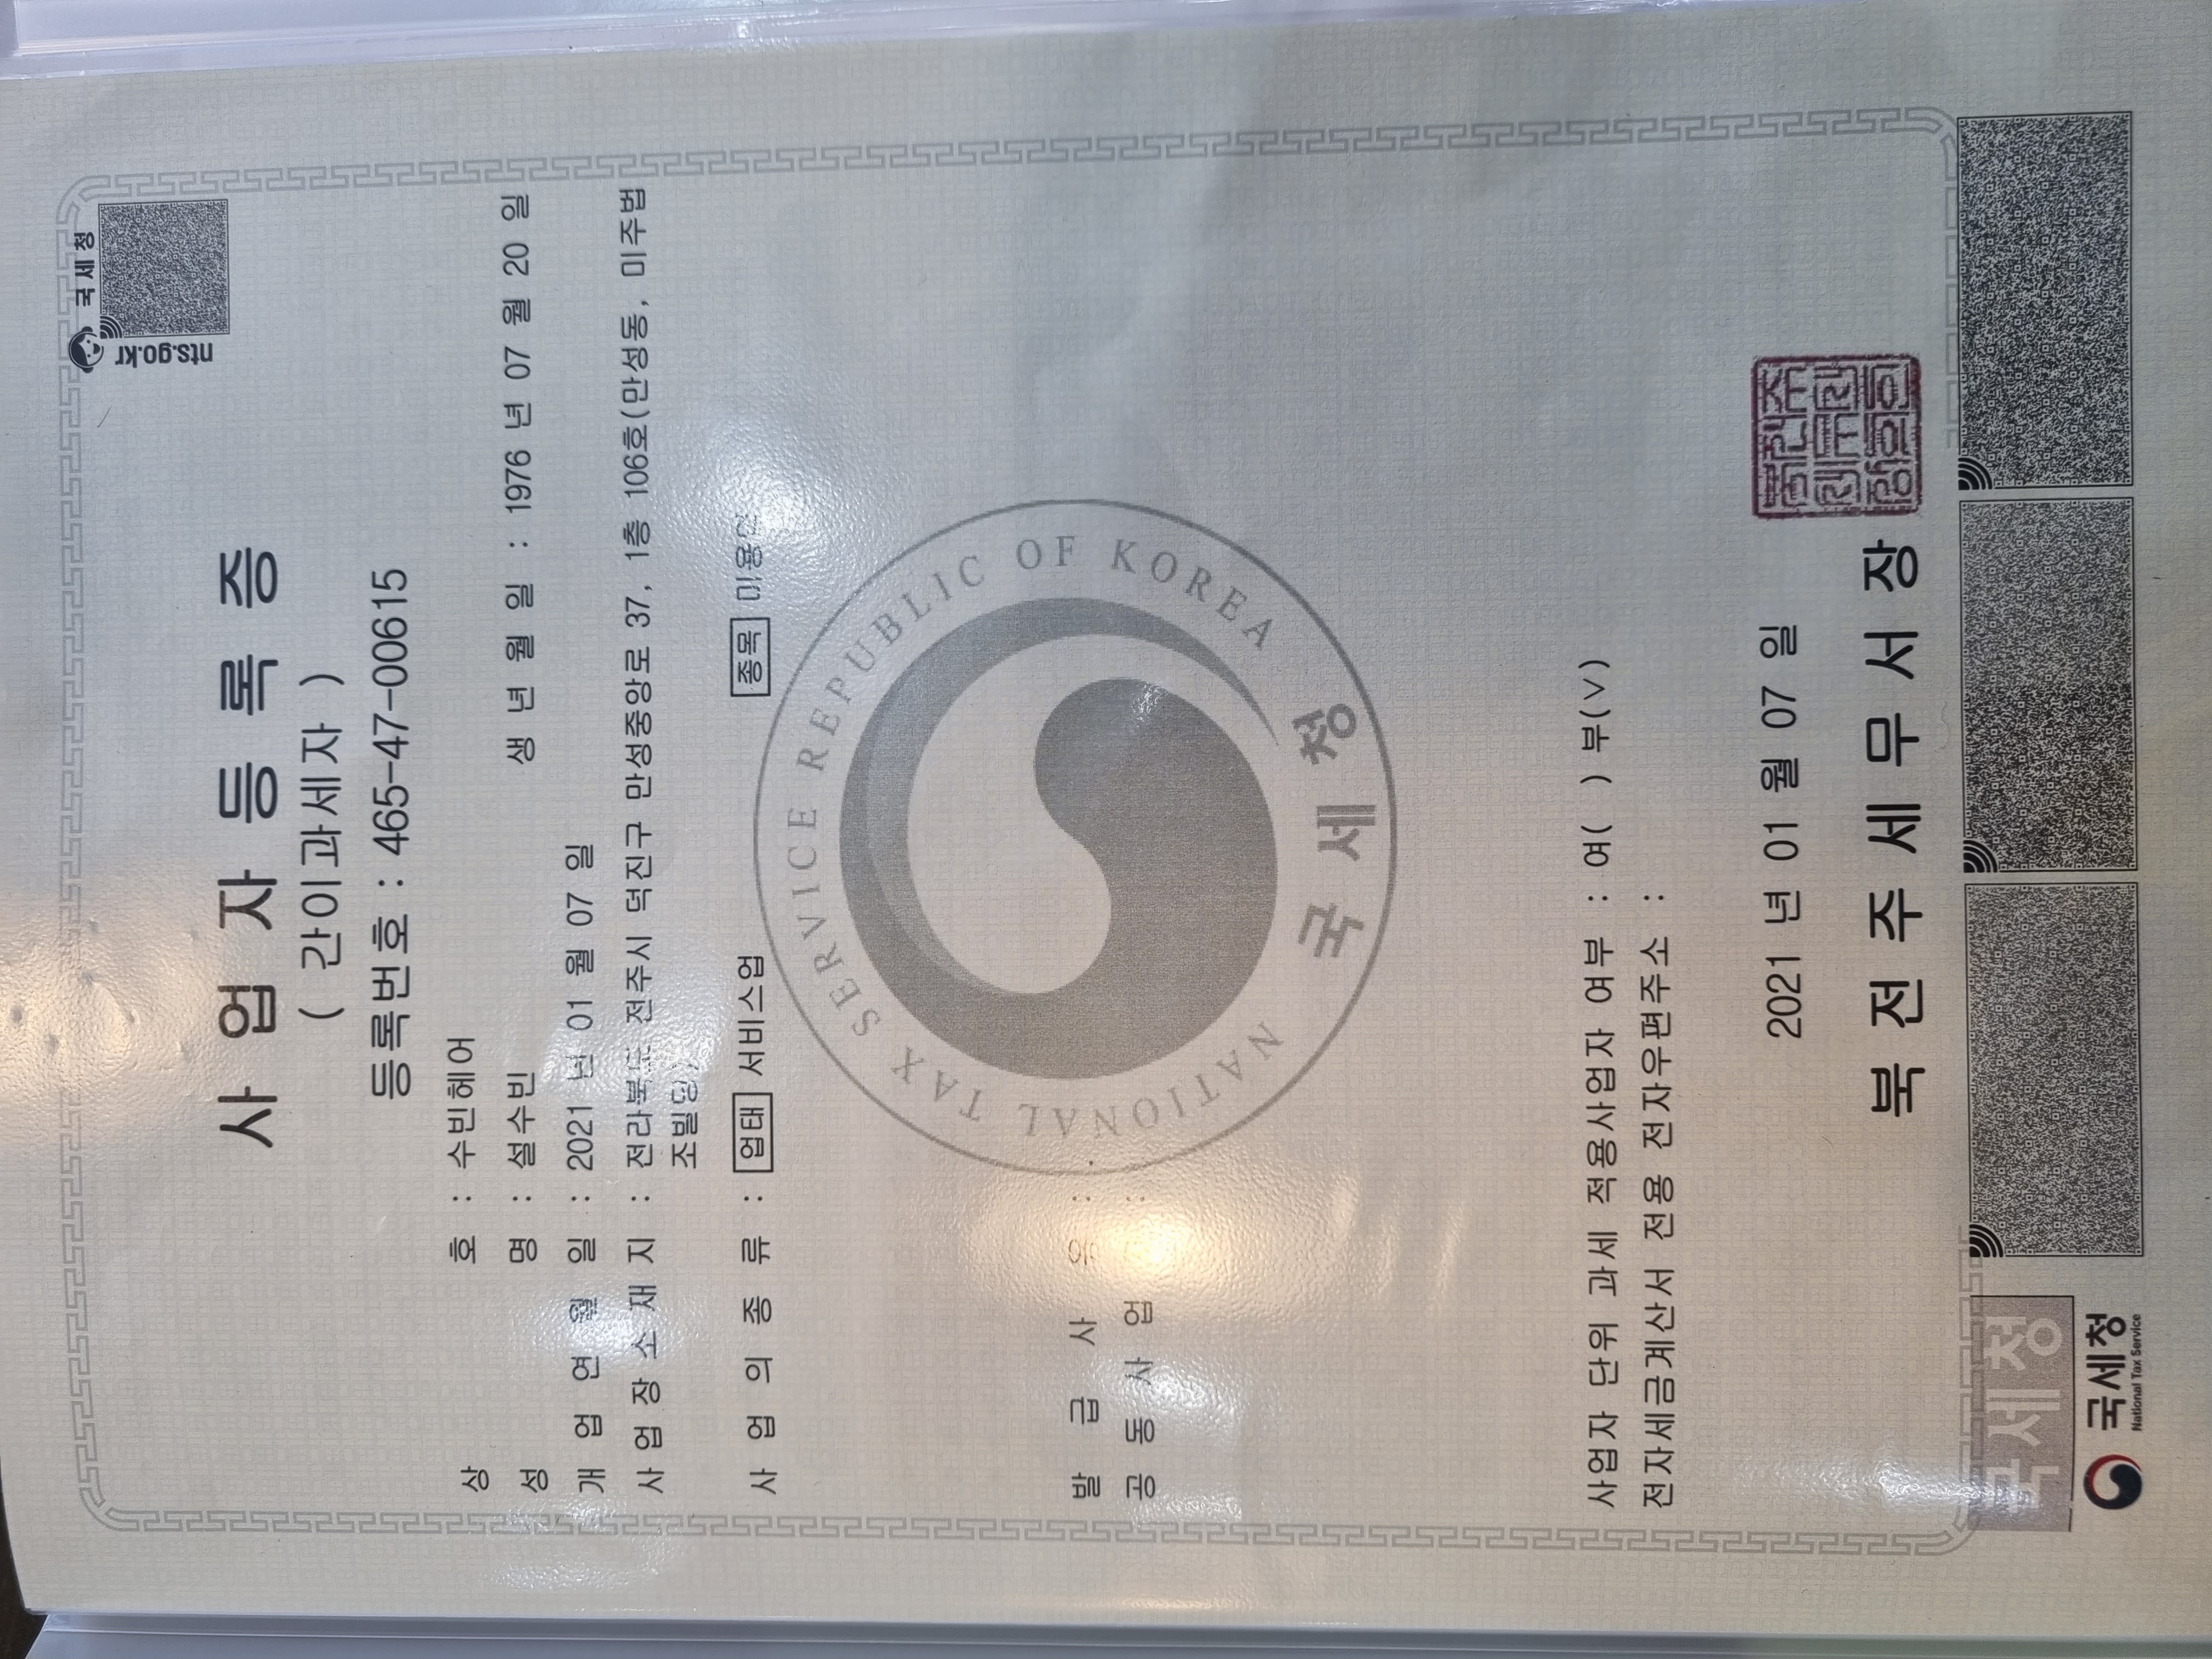 국세청
nts.go.kr
사업자등록증
( 간이과세자 )
등록번호 : 465-47-00615
상 호 : 수빈헤어
성 명 : 설수빈 생 년 월 일 : 1976 년 07 월 20 일
개 업 연 월 일 : 2021 년 01 월 07 일
사 업 장 소 재 지 : 전라북도 전주시 덕진구 만성중앙로 37, 1층 106호(만성동, 미주법
조빌딩)
사 업 의 종 류 : 업태 서비스업 종목 미용업
NATIONAL TAX SERVICE REPUBLIC OF KOREA
국세청
발 급 사 유 :
공 동 사 업 :
사업자 단위 과세 적용사업자 여부 : 여( ) 부(∨)
전자세금계산서 전용 전자우편주소 :
2021 년 01 월 07 일
북전주세무서장
국세청
국세청
National Tax Service